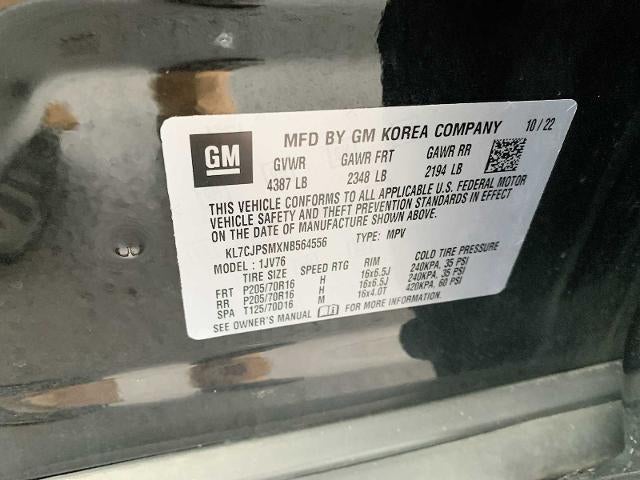 GM
MFD BY GM KOREA COMPANY 10/22
GVWR GAWR FRT GAWR RR
4387 LB 2348 LB 2194 LB
THIS VEHICLE CONFORMS TO ALL APPLICABLE U.S. FEDERAL MOTOR
VEHICLE SAFETY AND THEFT PREVENTION STANDARDS IN EFFECT
ON THE DATE OF MANUFACTURE SHOWN ABOVE.
KL7CJPSMXNB564556 TYPE: MPV
MODEL: 1JV76
TIRE SIZE SPEED RTG RIM COLD TIRE PRESSURE
FRT P205/70R16 H 16x6.5J 240KPA, 35 PSI
RR P205/70R16 H 16x6.5J 240KPA, 35 PSI
SPA T125/70D16 M 16x4.0T 420KPA, 60 PSI
SEE OWNER'S MANUAL FOR MORE INFORMATION.